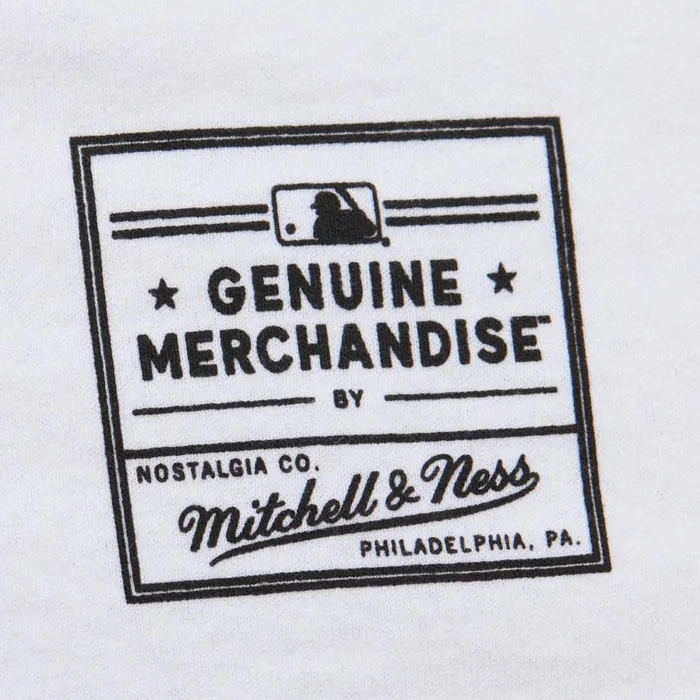 GENUINE
MERCHANDISE™
BY
NOSTALGIA CO.
Mitchell & Ness
PHILADELPHIA, PA.